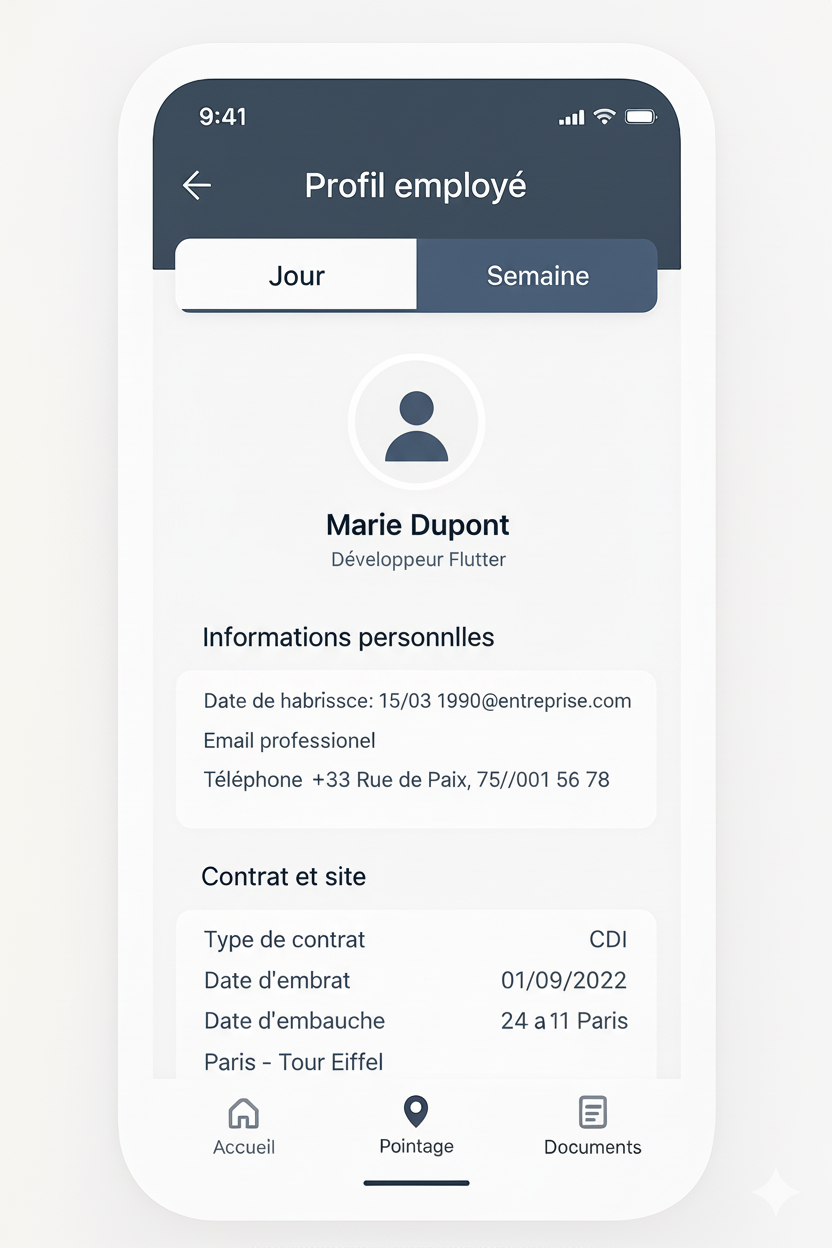 9:41
Profil employé
Jour Semaine
Marie Dupont
Développeur Flutter
Informations personnlles
Date de habrissce: 15/03 1990@entreprise.com
Email professionel
Téléphone +33 Rue de Paix, 75//001 56 78
Contrat et site
Type de contrat CDI
Date d'embrat 01/09/2022
Date d'embauche 24 a 11 Paris
Paris - Tour Eiffel
Accueil Pointage Documents